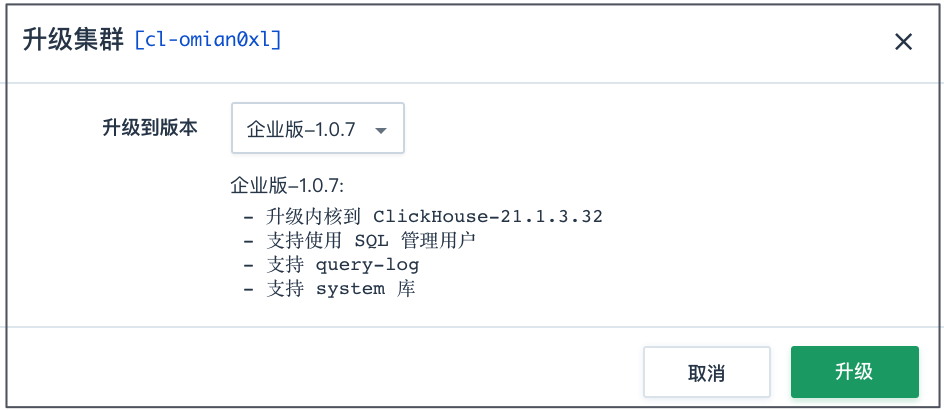 升级集群 [cl-omian0xl]
升级到版本 企业版–1.0.7
企业版–1.0.7:
– 升级内核到 ClickHouse-21.1.3.32
– 支持使用 SQL 管理用户
– 支持 query-log
– 支持 system 库
取消 升级